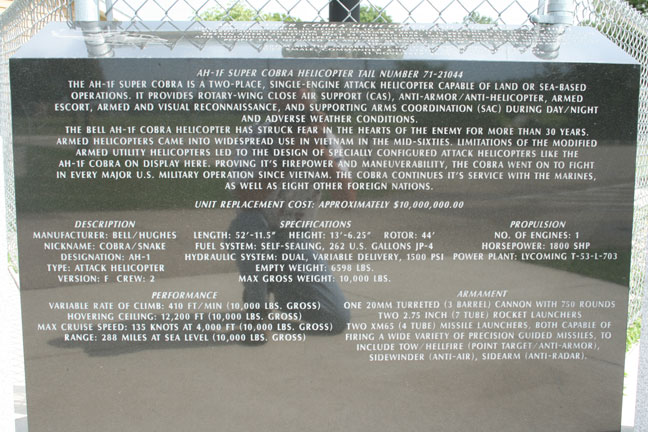 AH-1F SUPER COBRA HELICOPTER TAIL NUMBER 71-21044
THE AH-1F SUPER COBRA IS A TWO-PLACE, SINGLE-ENGINE ATTACK HELICOPTER CAPABLE OF LAND OR SEA-BASED
OPERATIONS. IT PROVIDES ROTARY-WING CLOSE AIR SUPPORT (CAS), ANTI-ARMOR/ANTI-HELICOPTER, ARMED
ESCORT, ARMED AND VISUAL RECONNAISSANCE, AND SUPPORTING ARMS COORDINATION (SAC) DURING DAY/NIGHT
AND ADVERSE WEATHER CONDITIONS.
THE BELL AH-1F COBRA HELICOPTER HAS STRUCK FEAR IN THE HEARTS OF THE ENEMY FOR MORE THAN 30 YEARS.
ARMED HELICOPTERS CAME INTO WIDESPREAD USE IN VIETNAM IN THE MID-SIXTIES. LIMITATIONS OF THE MODIFIED
ARMED UTILITY HELICOPTERS LED TO THE DESIGN OF SPECIALLY CONFIGURED ATTACK HELICOPTERS LIKE THE
AH-1F COBRA ON DISPLAY HERE. PROVING IT'S FIREPOWER AND MANEUVERABILITY, THE COBRA WENT ON TO FIGHT
IN EVERY MAJOR U.S. MILITARY OPERATION SINCE VIETNAM. THE COBRA CONTINUES IT'S SERVICE WITH THE MARINES,
AS WELL AS EIGHT OTHER FOREIGN NATIONS.
UNIT REPLACEMENT COST: APPROXIMATELY $10,000,000.00
DESCRIPTION
MANUFACTURER: BELL/HUGHES
NICKNAME: COBRA/SNAKE
DESIGNATION: AH-1
TYPE: ATTACK HELICOPTER
VERSION: F CREW: 2
SPECIFICATIONS
LENGTH: 52'-11.5" HEIGHT: 13'-6.25" ROTOR: 44'
FUEL SYSTEM: SELF-SEALING, 262 U.S. GALLONS JP-4
HYDRAULIC SYSTEM: DUAL, VARIABLE DELIVERY, 1500 PSI
EMPTY WEIGHT: 6598 LBS.
MAX GROSS WEIGHT: 10,000 LBS.
PROPULSION
NO. OF ENGINES: 1
HORSEPOWER: 1800 SHP
POWER PLANT: LYCOMING T-53-L-703
PERFORMANCE
VARIABLE RATE OF CLIMB: 410 FT/MIN (10,000 LBS. GROSS)
HOVERING CEILING: 12,200 FT (10,000 LBS. GROSS)
MAX CRUISE SPEED: 135 KNOTS AT 4,000 FT (10,000 LBS. GROSS)
RANGE: 288 MILES AT SEA LEVEL (10,000 LBS. GROSS)
ARMAMENT
ONE 20MM TURRETED (3 BARREL) CANNON WITH 750 ROUNDS
TWO 2.75 INCH (7 TUBE) ROCKET LAUNCHERS
TWO XM65 (4 TUBE) MISSILE LAUNCHERS, BOTH CAPABLE OF
FIRING A WIDE VARIETY OF PRECISION GUIDED MISSILES, TO
INCLUDE TOW/HELLFIRE (POINT TARGET/ANTI-ARMOR),
SIDEWINDER (ANTI-AIR), SIDEARM (ANTI-RADAR).